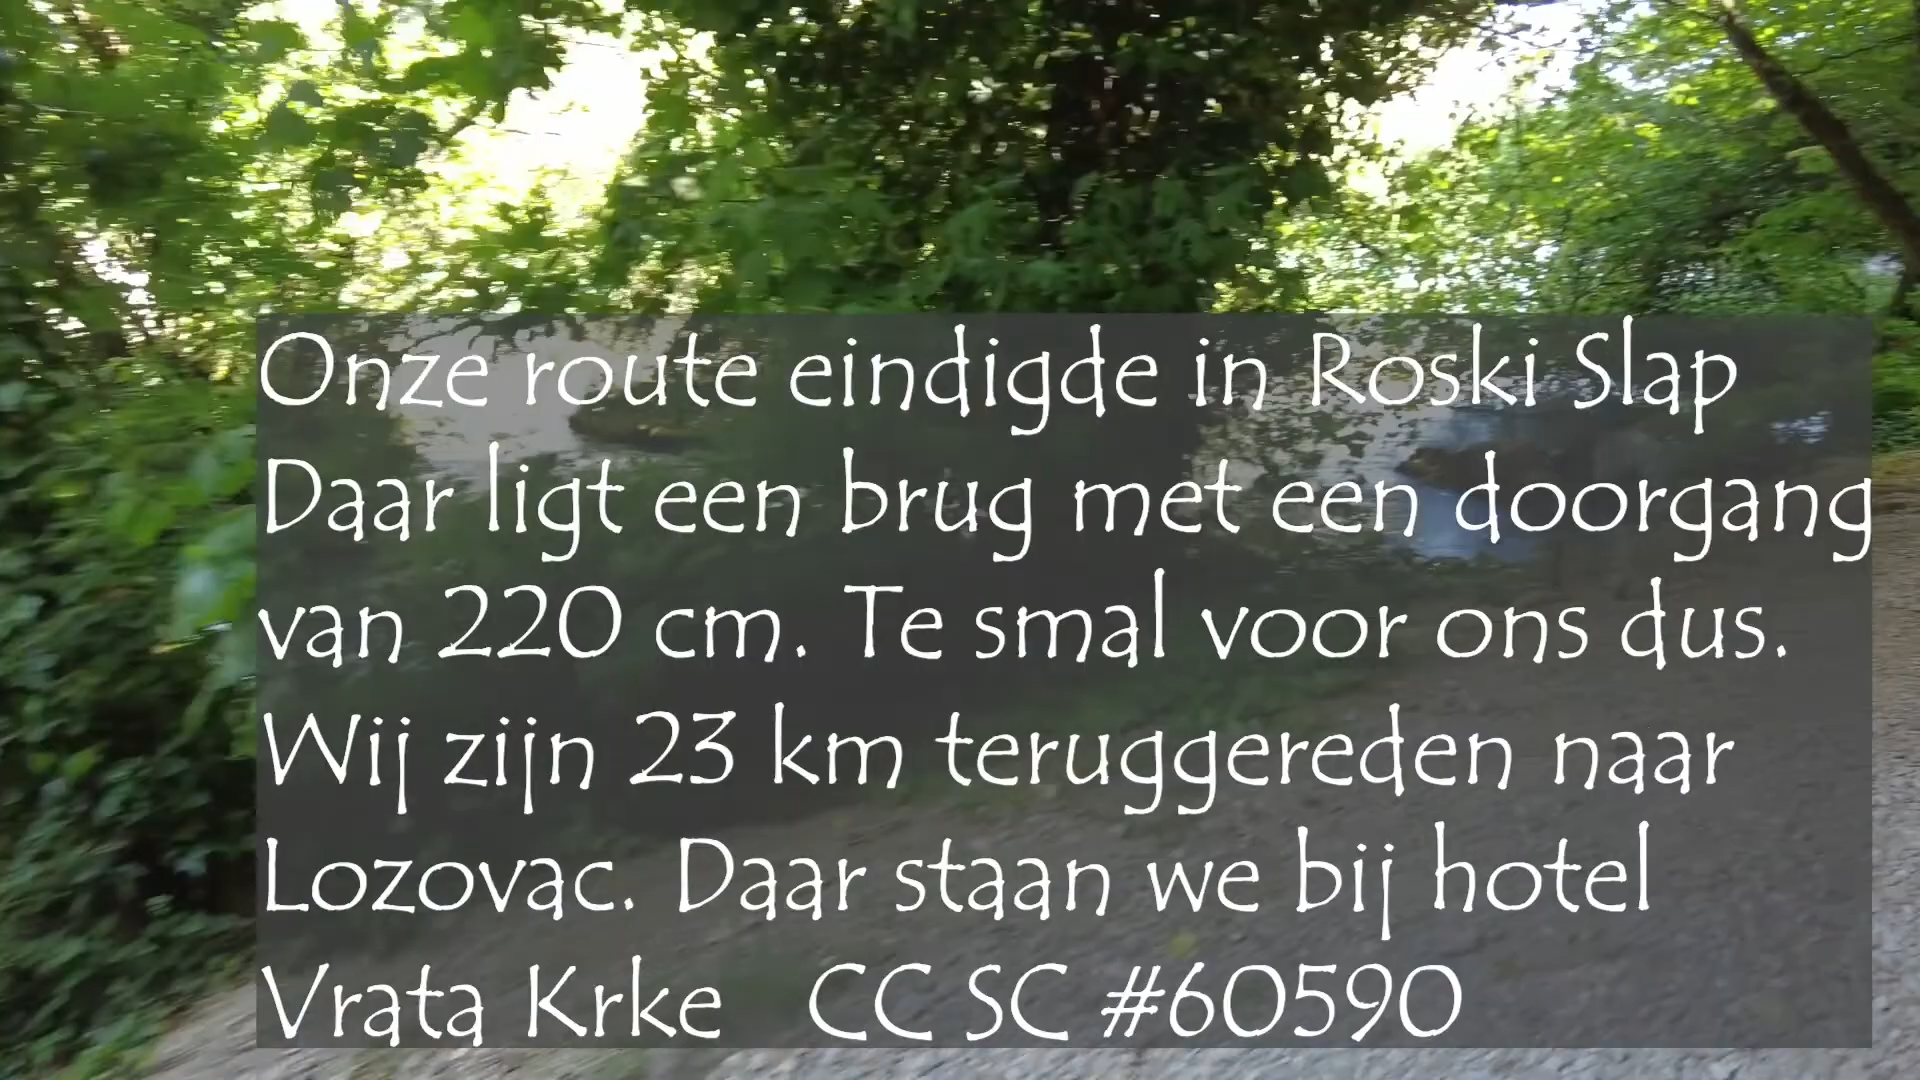 Onze route eindigde in Roski Slap
Daar ligt een brug met een doorgang
van 220 cm. Te smal voor ons dus.
Wij zijn 23 km teruggereden naar
Lozovac. Daar staan we bij hotel
Vrata Krke CC SC #60590